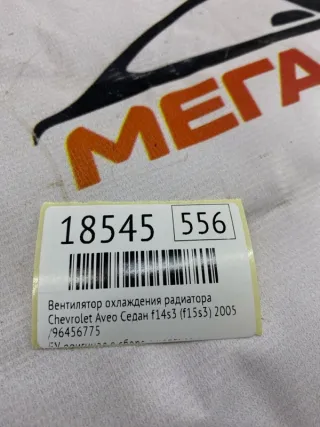 МЕГА
18545 556
Вентилятор охлаждения радиатора
Chevrolet Aveo Седан f14s3 (f15s3) 2005
/96456775